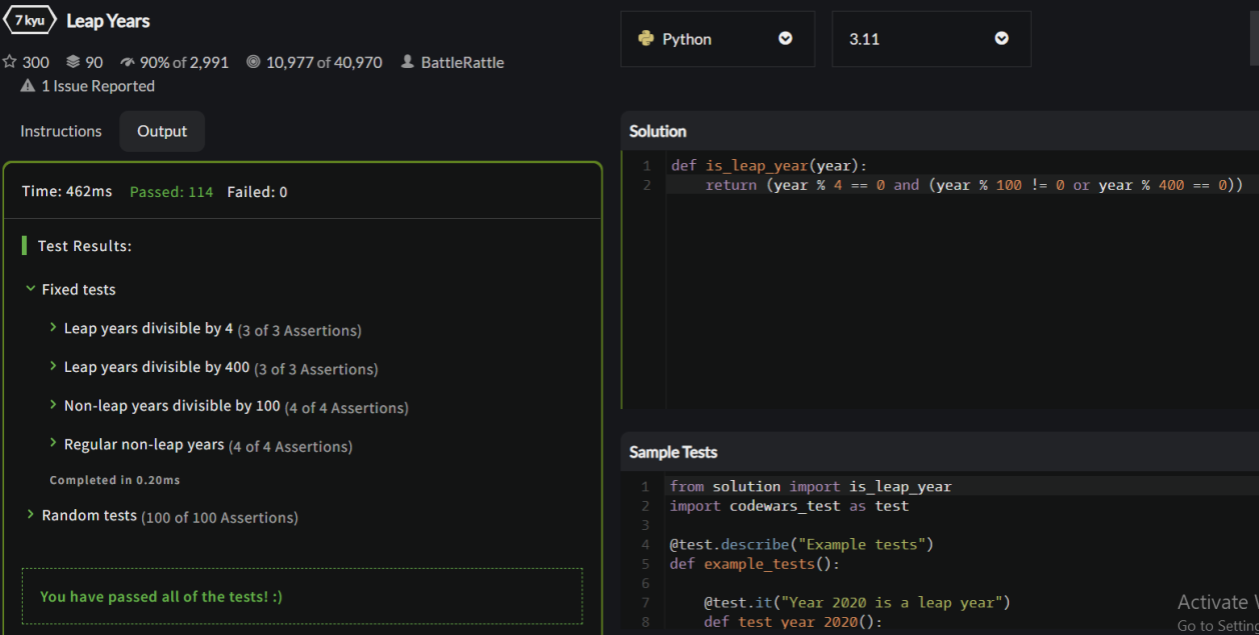 7 kyu Leap Years
300 90 90% of 2,991 10,977 of 40,970 BattleRattle
1 Issue Reported
Instructions Output
Time: 462ms Passed: 114 Failed: 0
Test Results:
Fixed tests
Leap years divisible by 4 (3 of 3 Assertions)
Leap years divisible by 400 (3 of 3 Assertions)
Non-leap years divisible by 100 (4 of 4 Assertions)
Regular non-leap years (4 of 4 Assertions)
Completed in 0.20ms
Random tests (100 of 100 Assertions)
You have passed all of the tests! :)
Python 3.11
Solution
1 def is_leap_year(year):
2 return (year % 4 == 0 and (year % 100 != 0 or year % 400 == 0))
Sample Tests
1 from solution import is_leap_year
2 import codewars_test as test
3
4 @test.describe("Example tests")
5 def example_tests():
6
7 @test.it("Year 2020 is a leap year")
8 def test_year_2020():
Activate
Go to